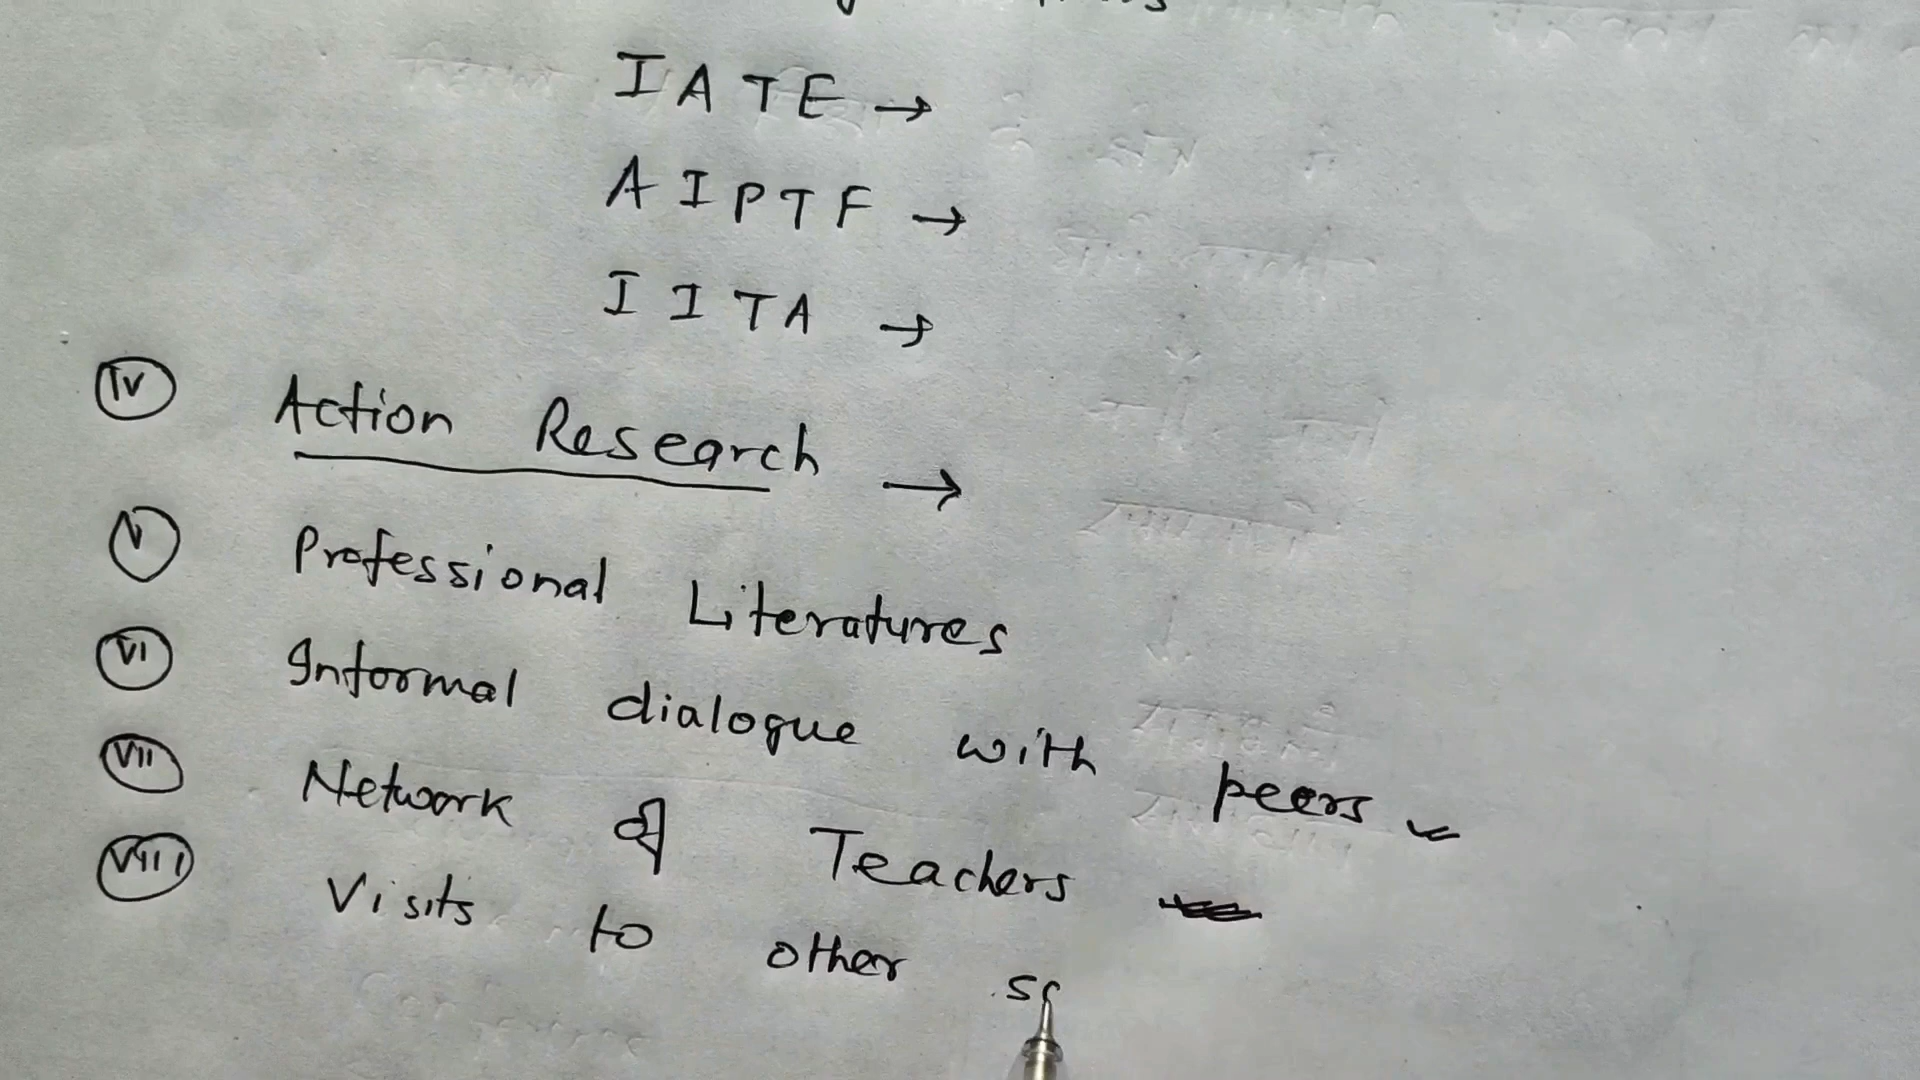 IATE →
AIPTF →
IITA →
(iv) Action Research →
(v) Professional Literatures
(vi) Informal dialogue with peers
(vii) Network of Teachers
(viii) Visits to other